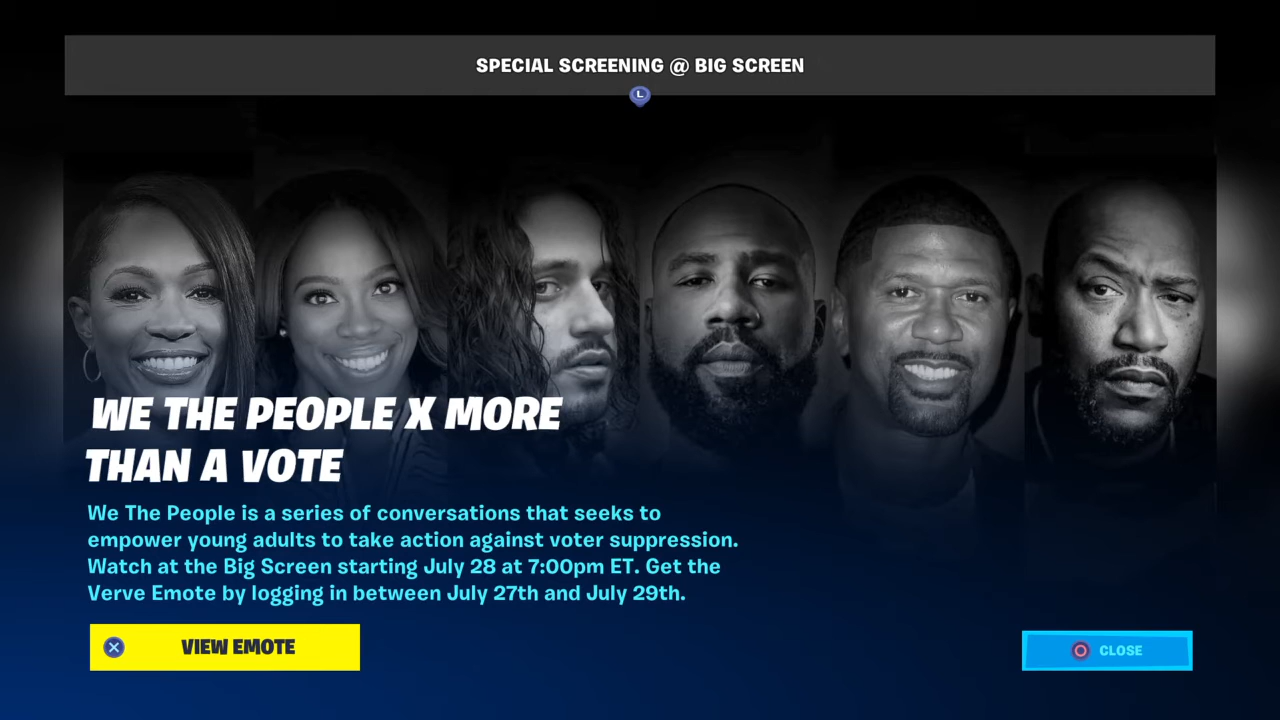 SPECIAL SCREENING @ BIG SCREEN
L
WE THE PEOPLE X MORE
THAN A VOTE
We The People is a series of conversations that seeks to
empower young adults to take action against voter suppression.
Watch at the Big Screen starting July 28 at 7:00pm ET. Get the
Verve Emote by logging in between July 27th and July 29th.
VIEW EMOTE
CLOSE